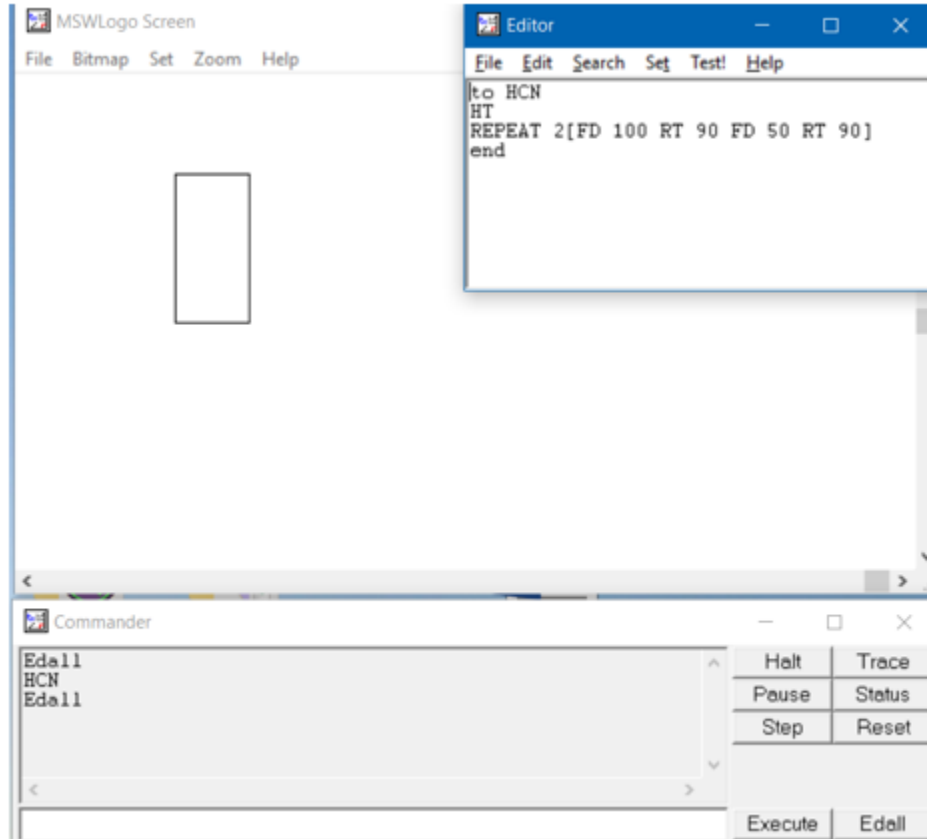 MSWLogo Screen
File Bitmap Set Zoom Help
Editor
File Edit Search Set Test! Help
to HCN
HT
REPEAT 2[FD 100 RT 90 FD 50 RT 90]
end
Commander
Edall
HCN
Edall
Halt Trace
Pause Status
Step Reset
Execute Edall